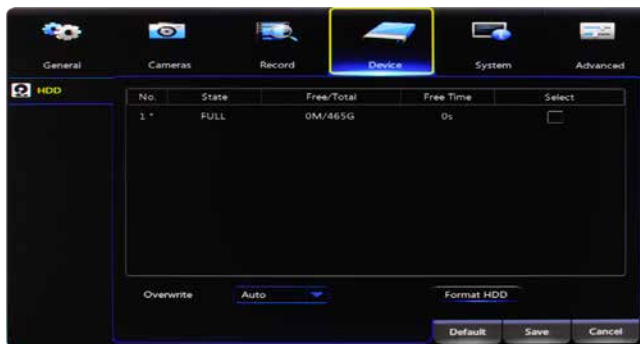 General Cameras Record Device System Advanced
HDD
No. State Free/Total Free Time Select
1 * FULL 0M/465G 0s
Overwrite Auto Format HDD
Default Save Cancel